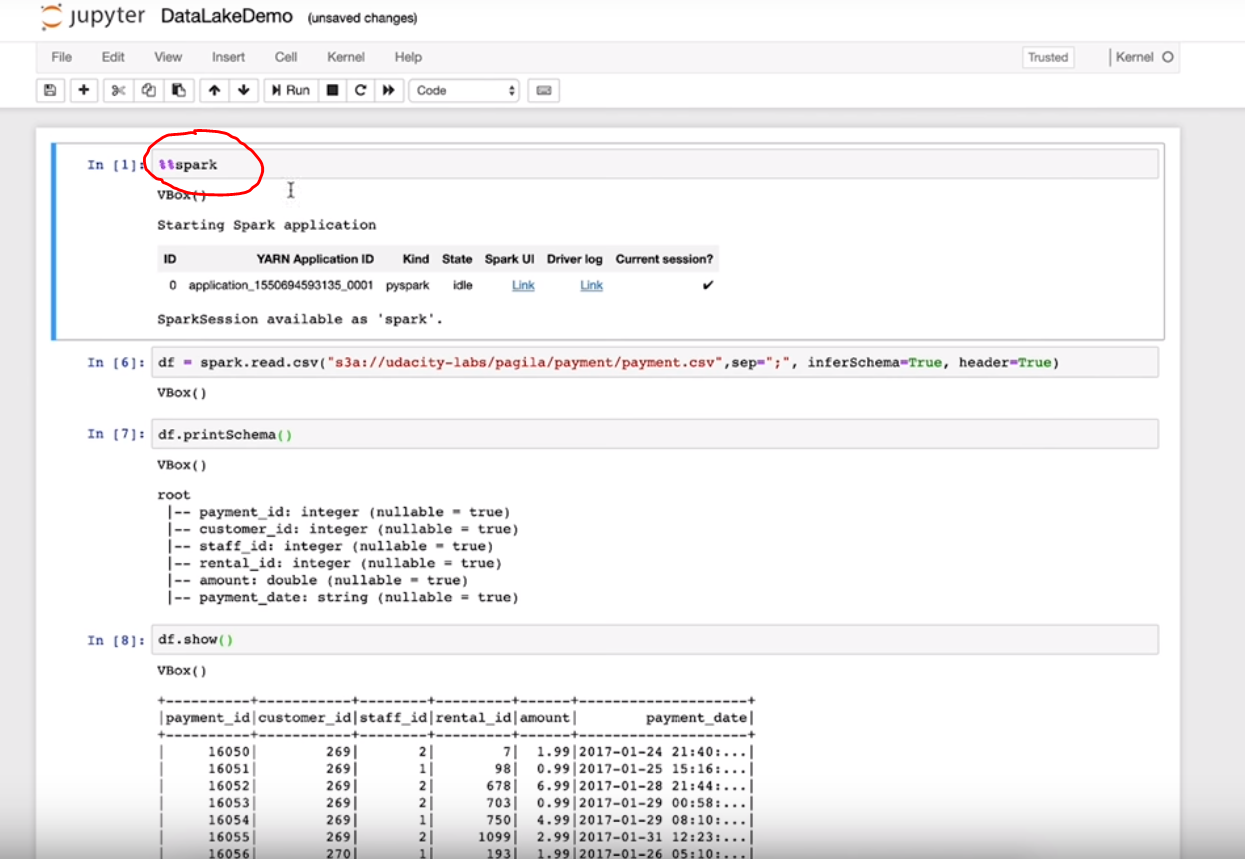 jupyter DataLakeDemo (unsaved changes)
File Edit View Insert Cell Kernel Help Trusted Kernel
Run Code
In [1]: %%spark
VBox()
Starting Spark application
ID YARN Application ID Kind State Spark UI Driver log Current session?
0 application_1550694593135_0001 pyspark idle Link Link ✔
SparkSession available as 'spark'.
In [6]: df = spark.read.csv("s3a://udacity-labs/pagila/payment/payment.csv",sep=";", inferSchema=True, header=True)
VBox()
In [7]: df.printSchema()
VBox()
root
|-- payment_id: integer (nullable = true)
|-- customer_id: integer (nullable = true)
|-- staff_id: integer (nullable = true)
|-- rental_id: integer (nullable = true)
|-- amount: double (nullable = true)
|-- payment_date: string (nullable = true)
In [8]: df.show()
VBox()
+----------+-----------+--------+---------+------+--------------------+
|payment_id|customer_id|staff_id|rental_id|amount|        payment_date|
+----------+-----------+--------+---------+------+--------------------+
|     16050|        269|       2|        7|  1.99|2017-01-24 21:40:...|
|     16051|        269|       1|       98|  0.99|2017-01-25 15:16:...|
|     16052|        269|       2|      678|  6.99|2017-01-28 21:44:...|
|     16053|        269|       2|      703|  0.99|2017-01-29 00:58:...|
|     16054|        269|       1|      750|  4.99|2017-01-29 08:10:...|
|     16055|        269|       2|     1099|  2.99|2017-01-31 12:23:...|
|     16056|        270|       1|      193|  1.99|2017-01-26 05:10:...|